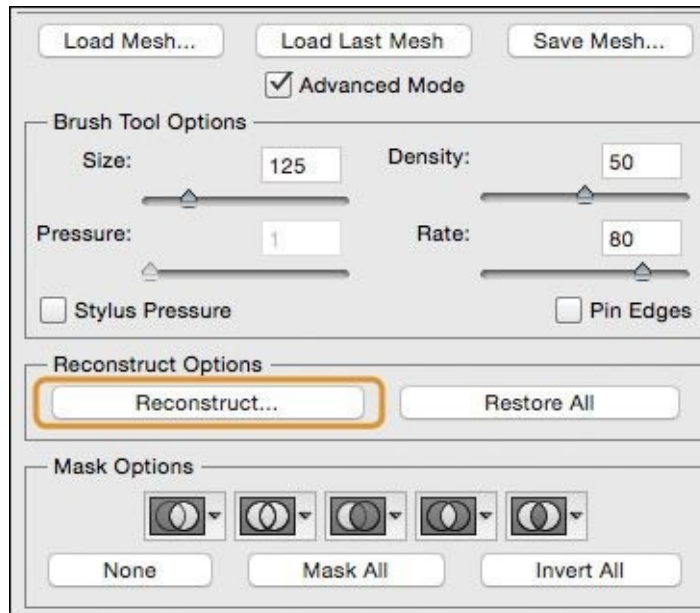 Load Mesh... Load Last Mesh Save Mesh...
Advanced Mode
Brush Tool Options
Size: 125 Density: 50
Pressure: 1 Rate: 80
Stylus Pressure Pin Edges
Reconstruct Options
Reconstruct... Restore All
Mask Options
None Mask All Invert All